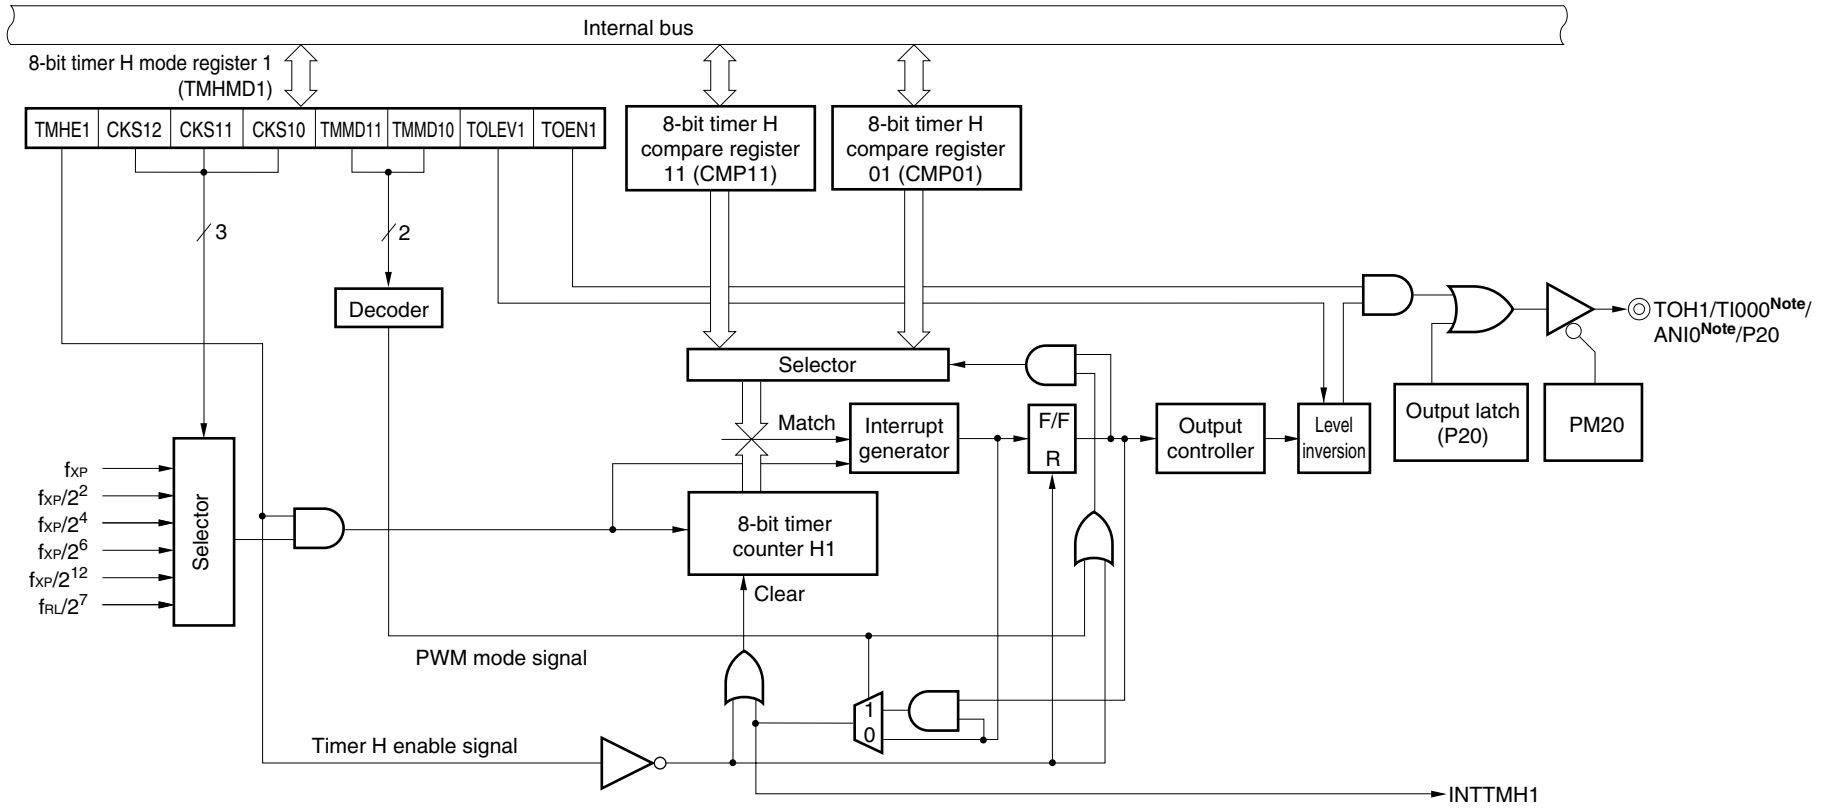 Internal bus
8-bit timer H mode register 1
(TMHMD1)
TMHE1 CKS12 CKS11 CKS10 TMMD11 TMMD10 TOLEV1 TOEN1
8-bit timer H
compare register
11 (CMP11)
8-bit timer H
compare register
01 (CMP01)
3
2
Decoder
TOH1/TI000Note/
ANI0Note/P20
Selector
Match
Interrupt
generator
F/F
R
Output
controller
Level
inversion
Output latch
(P20)
PM20
fXP
fXP/2²
fXP/2⁴
fXP/2⁶
fXP/2¹²
fRL/2⁷
Selector
8-bit timer
counter H1
Clear
PWM mode signal
1
0
Timer H enable signal
INTTMH1